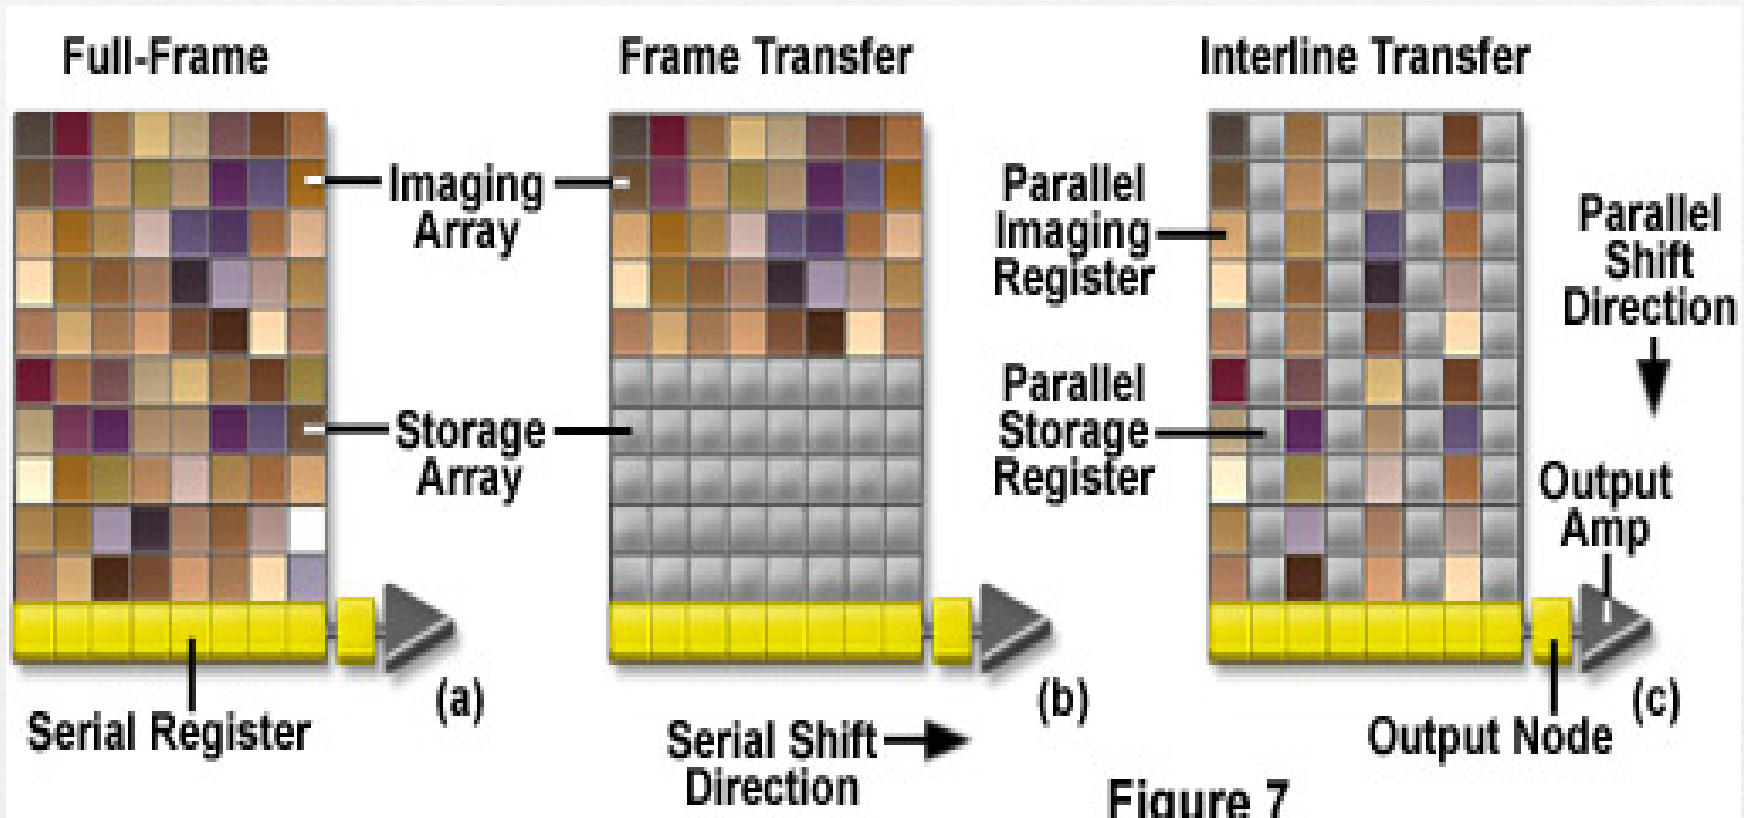 Full-Frame
Frame Transfer
Interline Transfer
Imaging
Array
Storage
Array
Parallel
Imaging
Register
Parallel
Storage
Register
Parallel
Shift
Direction
Output
Amp
(a)
(b)
(c)
Serial Register
Serial Shift
Direction
Output Node
Figure 7